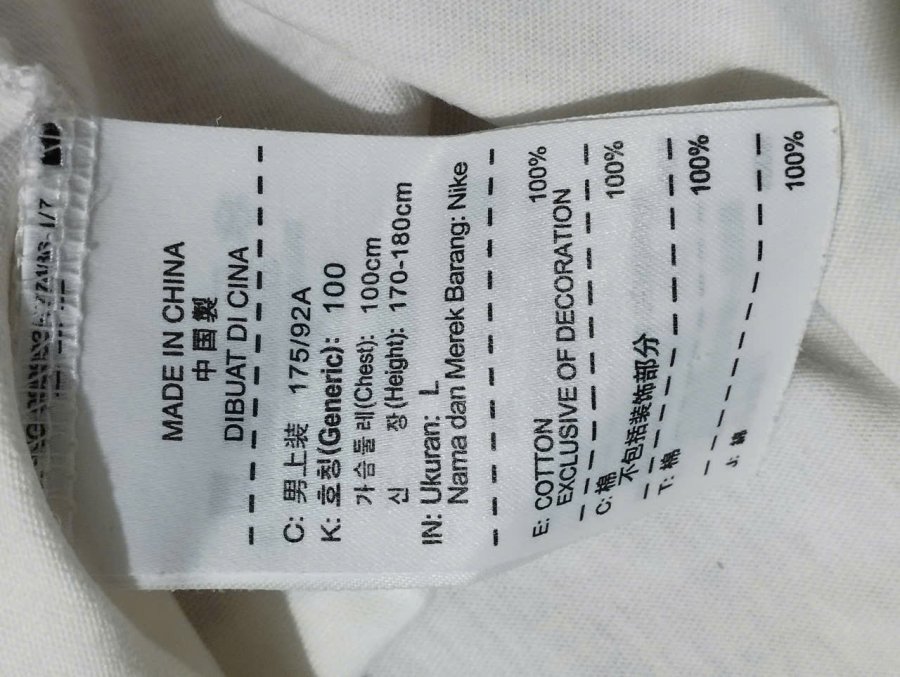 MADE IN CHINA
中国製
DIBUAT DI CINA
C: 男上装 175/92A
K: 호칭(Generic): 100
가슴둘레(Chest): 100cm
신 장(Height): 170-180cm
IN: Ukuran: L
Nama dan Merek Barang: Nike
E: COTTON 100%
EXCLUSIVE OF DECORATION
C: 棉 100%
不包括装饰部分
T: 棉 100%
J: 綿 100%